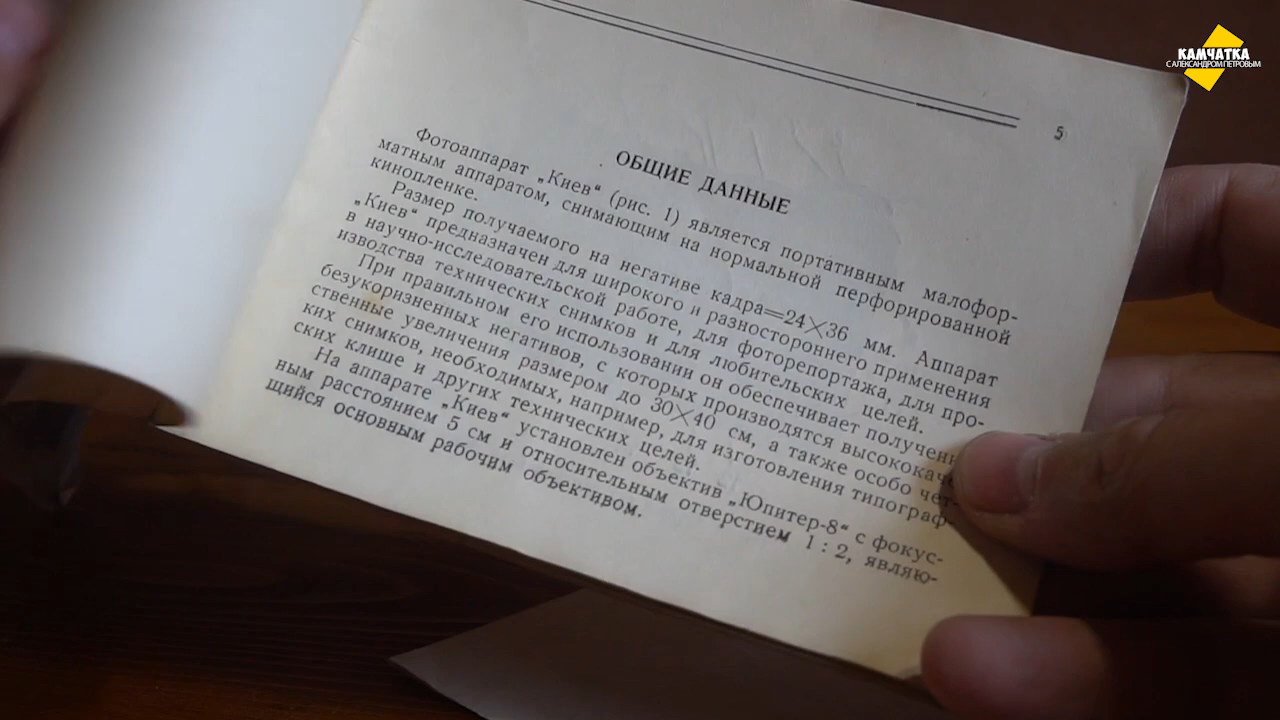 КАМЧАТКА
С АЛЕКСАНДРОМ ПЕТРОВЫМ
5
ОБЩИЕ ДАННЫЕ
Фотоаппарат „Киев“ (рис. 1) является портативным малофор-
матным аппаратом, снимающим на нормальной перфорированной
кинопленке.
Размер получаемого на негативе кадра=24×36 мм. Аппарат
„Киев“ предназначен для широкого и разностороннего применения
в научно-исследовательской работе, для фоторепортажа, для про-
изводства технических снимков и для любительских целей.
При правильном его использовании он обеспечивает получени
безукоризненных негативов, с которых производятся высококаче
ственные увеличения размером до 30×40 см, а также особо чет-
ких снимков, необходимых, например, для изготовления типограф-
ских клише и других технических целей.
На аппарате „Киев“ установлен объектив „Юпитер-8“ с фокус-
ным расстоянием 5 см и относительным отверстием 1 : 2, являю-
щийся основным рабочим объективом.